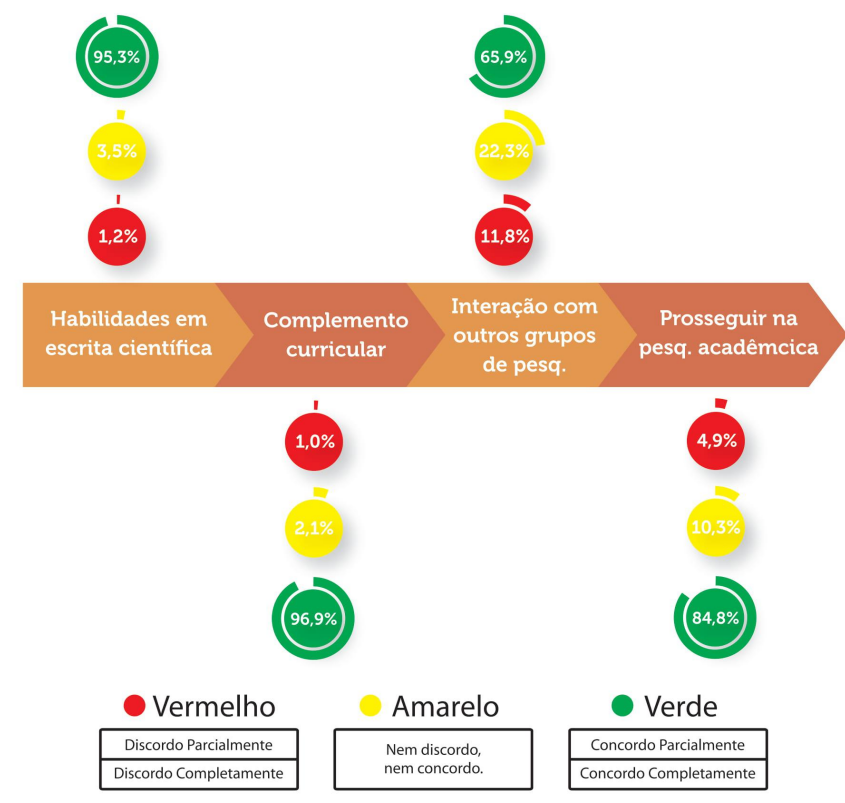 95,3%
65,9%
3,5%
22,3%
1,2%
11,8%
Habilidades em
escrita científica
Complemento
curricular
Interação com
outros grupos
de pesq.
Prosseguir na
pesq. acadêmcica
1,0%
4,9%
2,1%
10,3%
96,9%
84,8%
Vermelho
Discordo Parcialmente
Discordo Completamente
Amarelo
Nem discordo,
nem concordo.
Verde
Concordo Parcialmente
Concordo Completamente